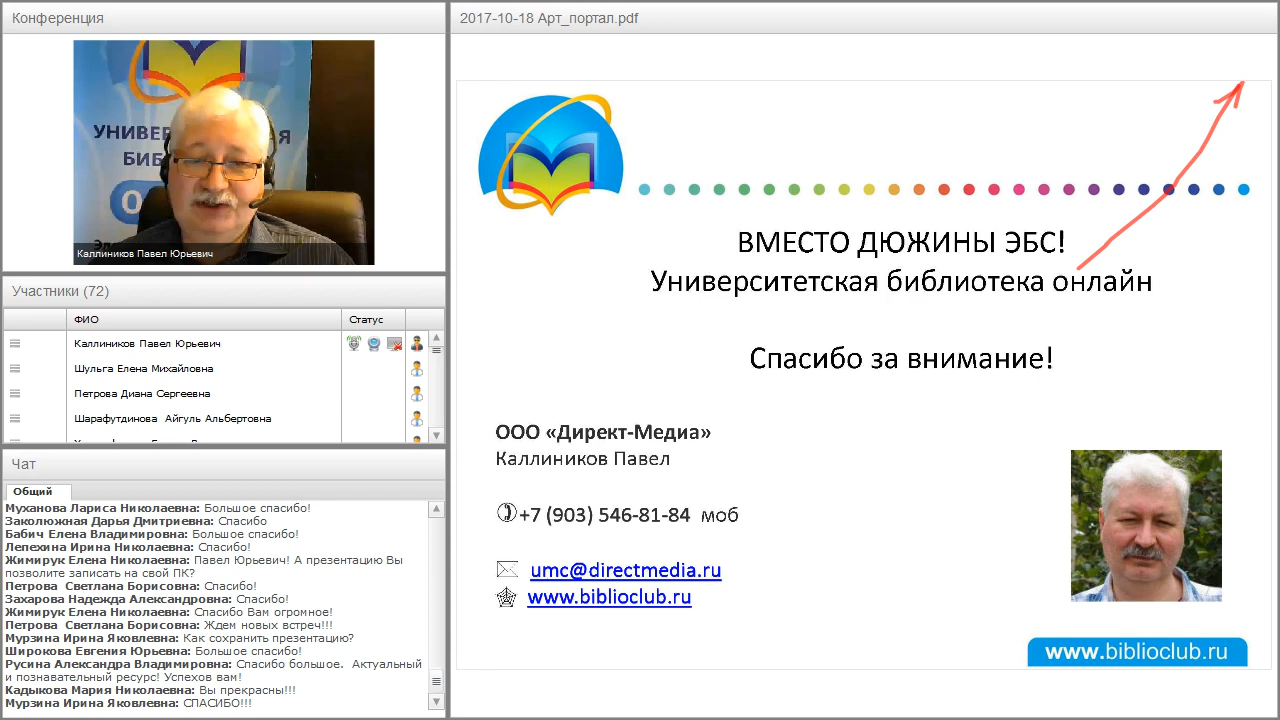 Конференция
УНИВЕР
АЯ
БИБ
О
Эле
Каллиников Павел Юрьевич
Участники (72)
ФИО
Статус
Каллиников Павел Юрьевич
Шульга Елена Михайловна
Петрова Диана Сергеевна
Шарафутдинова Айгуль Альбертовна
Чат
Общий
Муханова Лариса Николаевна: Большое спасибо!
Заколюжная Дарья Дмитриевна: Спасибо
Бабич Елена Владимировна: Большое спасибо!
Лепехина Ирина Николаевна: Спасибо!
Жимирук Елена Николаевна: Павел Юрьевич! А презентацию Вы
позволите записать на свой ПК?
Петрова Светлана Борисовна: Спасибо!
Захарова Надежда Александровна: Спасибо!
Жимирук Елена Николаевна: Спасибо Вам огромное!
Петрова Светлана Борисовна: Ждем новых встреч!!!
Мурзина Ирина Яковлевна: Как сохранить презентацию?
Широкова Евгения Юрьевна: Большое спасибо!
Русина Александра Владимировна: Спасибо большое. Актуальный
и познавательный ресурс! Успехов вам!
Кадыкова Мария Николаевна: Вы прекрасны!!!
Мурзина Ирина Яковлевна: СПАСИБО!!!
2017-10-18 Арт_портал.pdf
ВМЕСТО ДЮЖИНЫ ЭБС!
Университетская библиотека онлайн
Спасибо за внимание!
ООО «Директ-Медиа»
Каллиников Павел
+7 (903) 546-81-84 моб
umc@directmedia.ru
www.biblioclub.ru
www.biblioclub.ru